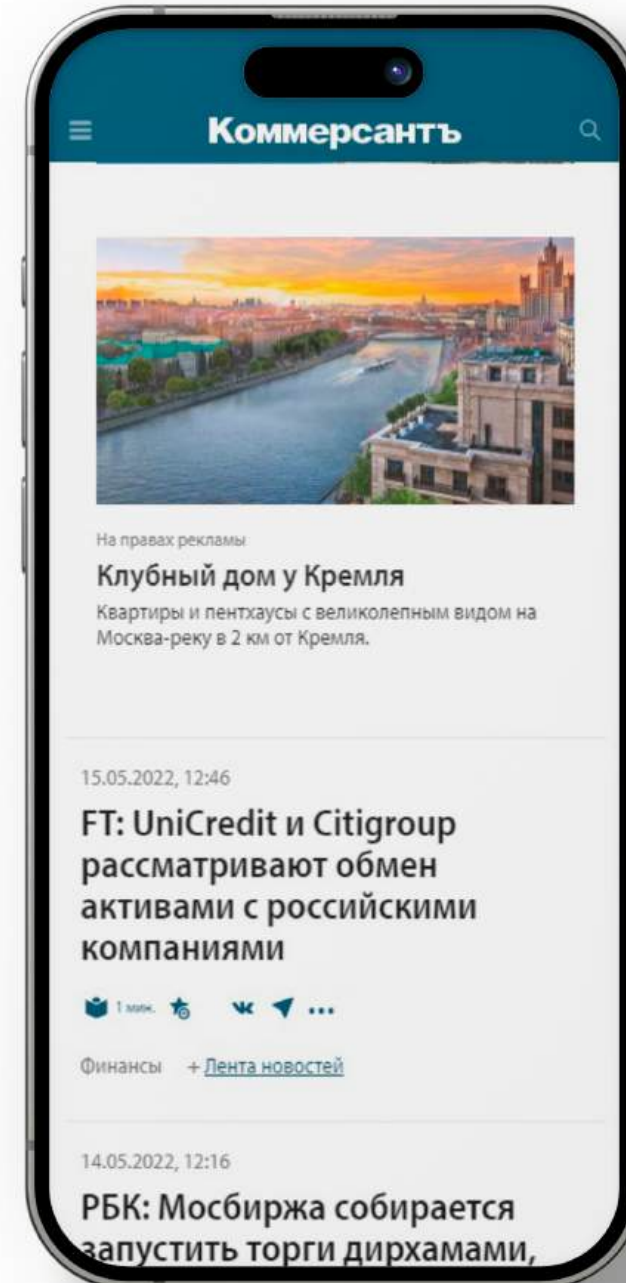 Коммерсантъ
На правах рекламы
Клубный дом у Кремля
Квартиры и пентхаусы с великолепным видом на
Москва-реку в 2 км от Кремля.
15.05.2022, 12:46
FT: UniCredit и Citigroup
рассматривают обмен
активами с российскими
компаниями
1 мин.
Финансы + Лента новостей
14.05.2022, 12:16
РБК: Мосбиржа собирается
запустить торги дирхамами,